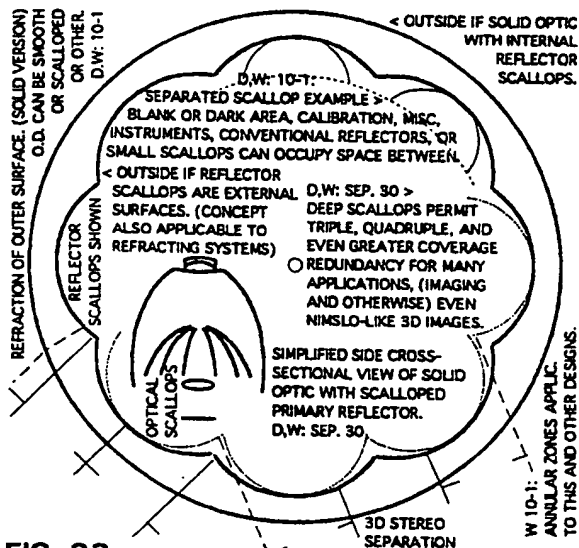 REFRACTION OF OUTER SURFACE. (SOLID VERSION)
O.D. CAN BE SMOOTH
OR SCALLOPED
OR OTHER.
D.W: 10-1
< OUTSIDE IF SOLID OPTIC
WITH INTERNAL
REFLECTOR
SCALLOPS.
D.W: 10-1:
SEPARATED SCALLOP EXAMPLE >
BLANK OR DARK AREA, CALIBRATION, MISC.
INSTRUMENTS, CONVENTIONAL REFLECTORS, OR
SMALL SCALLOPS CAN OCCUPY SPACE BETWEEN.
< OUTSIDE IF REFLECTOR
SCALLOPS ARE EXTERNAL
SURFACES. (CONCEPT
ALSO APPLICABLE TO
REFRACTING SYSTEMS)
D,W: SEP. 30 >
DEEP SCALLOPS PERMIT
TRIPLE, QUADRUPLE, AND
EVEN GREATER COVERAGE
REDUNDANCY FOR MANY
APPLICATIONS, (IMAGING
AND OTHERWISE) EVEN
NIMSLO-LIKE 3D IMAGES.
REFLECTOR
SCALLOPS SHOWN
OPTICAL
SCALLOPS
SIMPLIFIED SIDE CROSS-
SECTIONAL VIEW OF SOLID
OPTIC WITH SCALLOPED
PRIMARY REFLECTOR.
D,W: SEP. 30
W 10-1:
ANNULAR ZONES APPLIC.
TO THIS AND OTHER DESIGNS.
3D STEREO
SEPARATION